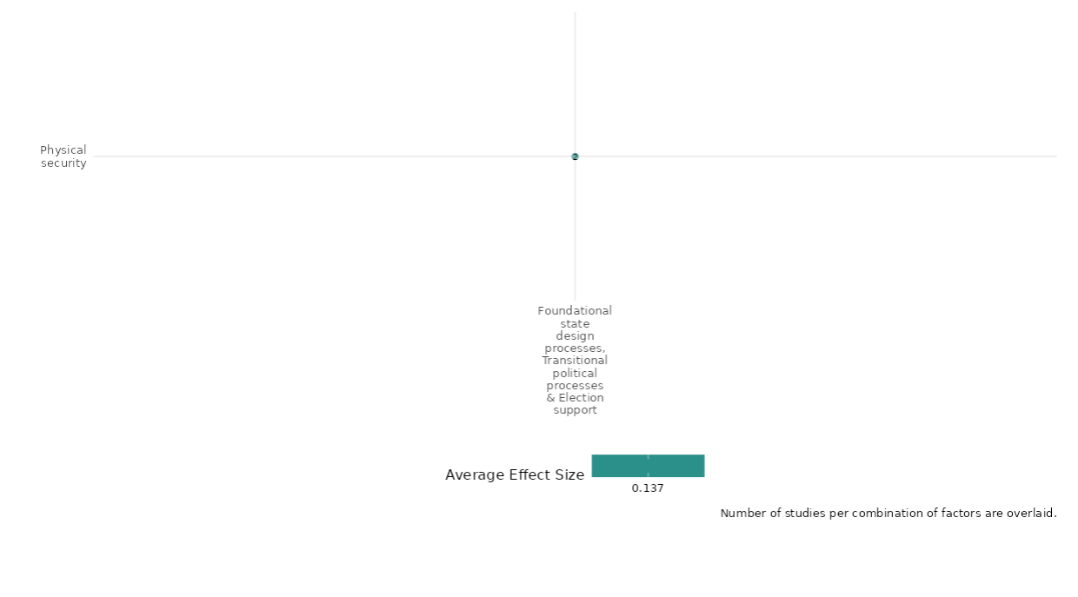 Physical
security
Foundational
state
design
processes,
Transitional
political
processes
& Election
support
Average Effect Size
0.137
Number of studies per combination of factors are overlaid.